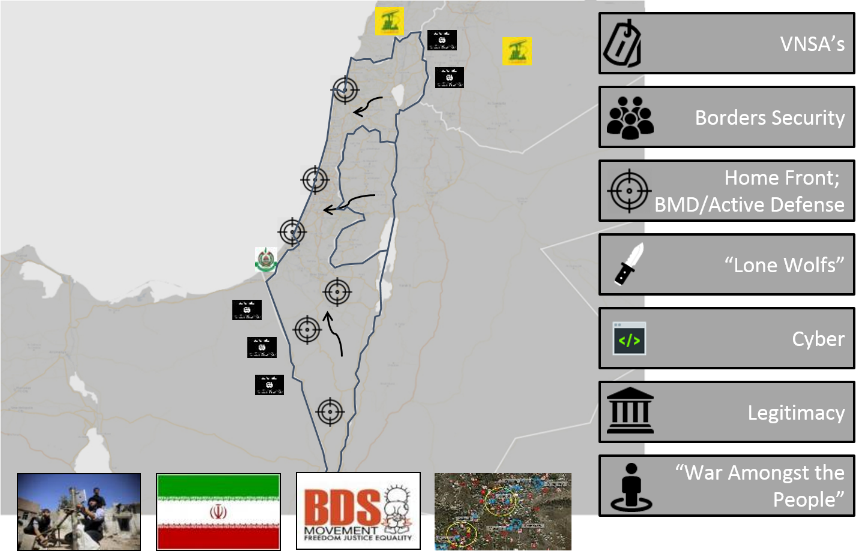 VNSA's
Borders Security
Home Front;
BMD/Active Defense
"Lone Wolfs"
</>
Cyber
Legitimacy
"War Amongst the
People"
BDS
MOVEMENT
FREEDOM JUSTICE EQUALITY